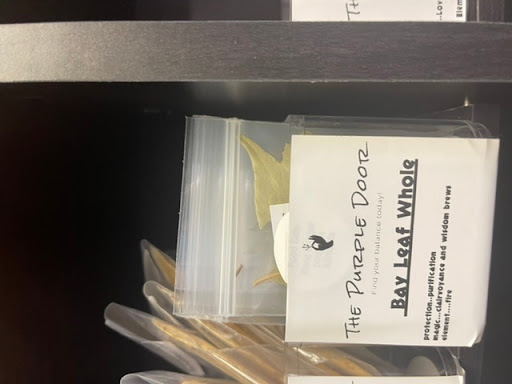 THE PURPLE DOOR
Find your balance today!
Bay Leaf Whole
protection..purification
magic...clairvoyance and wisdom brews
element....fire